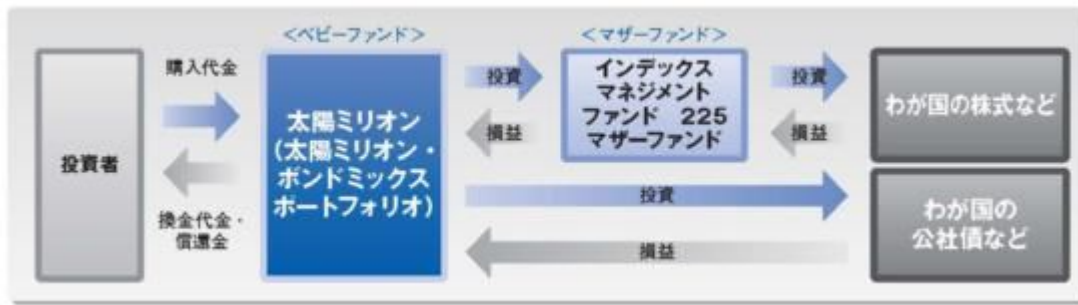 <ベビーファンド>
<マザーファンド>
投資者
購入代金
換金代金・
償還金
太陽ミリオン
(太陽ミリオン・
ボンドミックス
ポートフォリオ)
投資
損益
インデックス
マネジメント
ファンド 225
マザーファンド
投資
損益
わが国の株式など
投資
損益
わが国の
公社債など